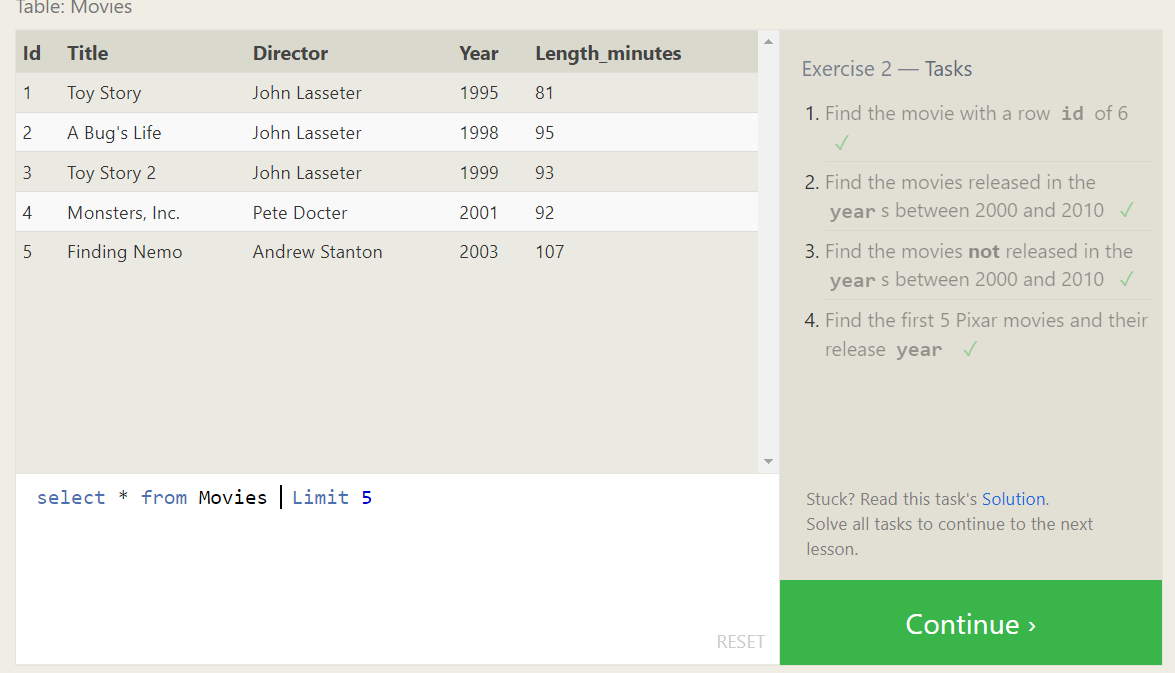 Table: Movies
Id Title Director Year Length_minutes
1 Toy Story John Lasseter 1995 81
2 A Bug's Life John Lasseter 1998 95
3 Toy Story 2 John Lasseter 1999 93
4 Monsters, Inc. Pete Docter 2001 92
5 Finding Nemo Andrew Stanton 2003 107
select * from Movies Limit 5
RESET
Exercise 2 — Tasks
1. Find the movie with a row id of 6
✓
2. Find the movies released in the
year s between 2000 and 2010 ✓
3. Find the movies not released in the
year s between 2000 and 2010 ✓
4. Find the first 5 Pixar movies and their
release year ✓
Stuck? Read this task's Solution.
Solve all tasks to continue to the next
lesson.
Continue ›